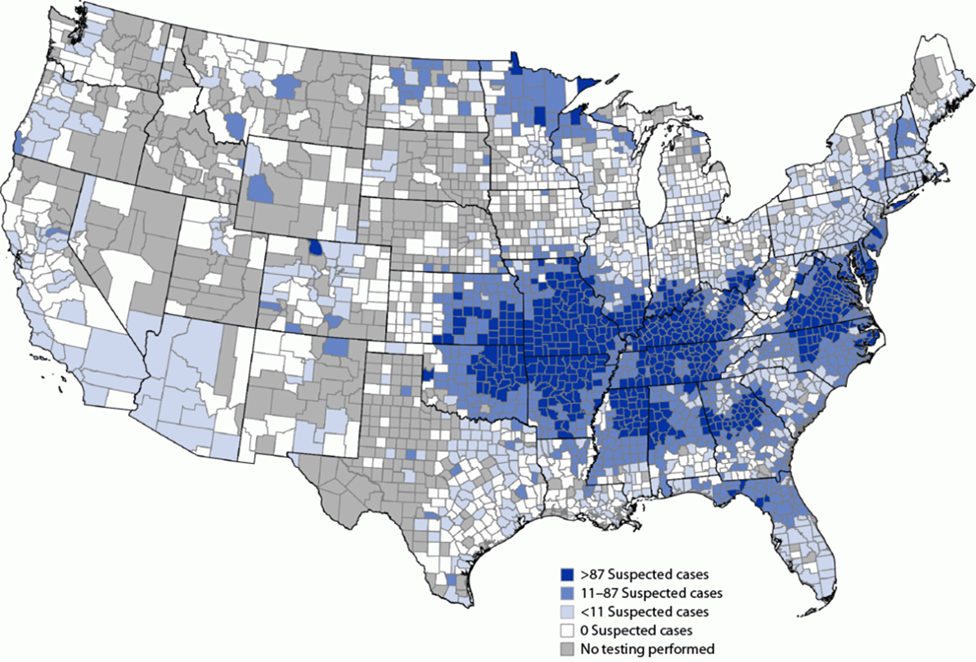 >87 Suspected cases
11–87 Suspected cases
<11 Suspected cases
0 Suspected cases
No testing performed